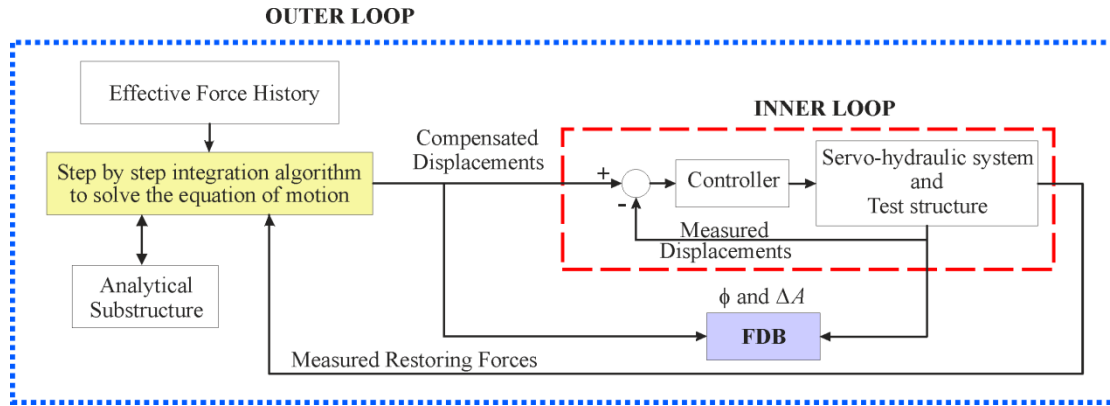 OUTER LOOP
Effective Force History
Step by step integration algorithm
to solve the equation of motion
Analytical
Substructure
Compensated
Displacements
INNER LOOP
+
-
Controller
Servo-hydraulic system
and
Test structure
Measured
Displacements
ϕ and ΔA
FDB
Measured Restoring Forces